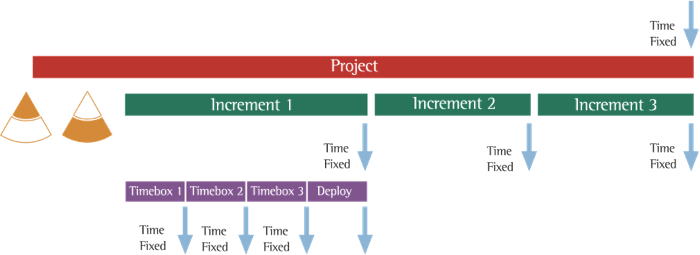 Time
Fixed
Project
Increment 1
Increment 2
Increment 3
Time
Fixed
Time
Fixed
Time
Fixed
Timebox 1
Timebox 2
Timebox 3
Deploy
Time
Fixed
Time
Fixed
Time
Fixed